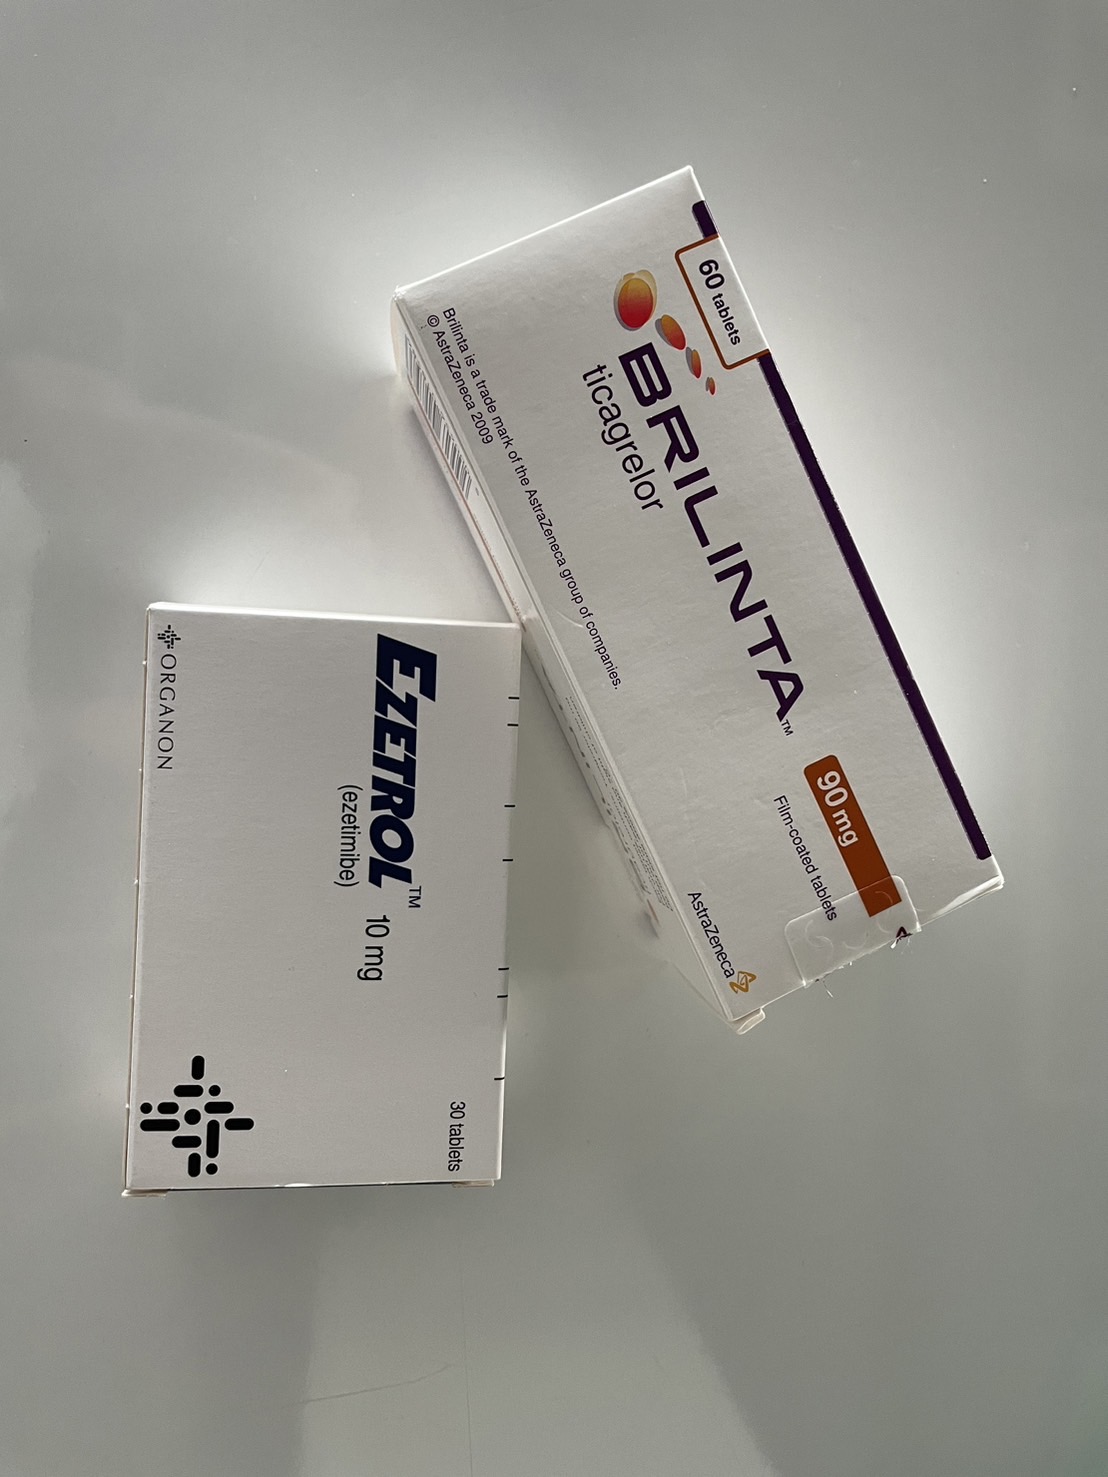 60 tablets
BRILINTA™
ticagrelor
90 mg
Film-coated tablets
AstraZeneca
Brilinta is a trade mark of the AstraZeneca group of companies.
© AstraZeneca 2009
30 tablets
EZETROL™ 10 mg
(ezetimibe)
ORGANON